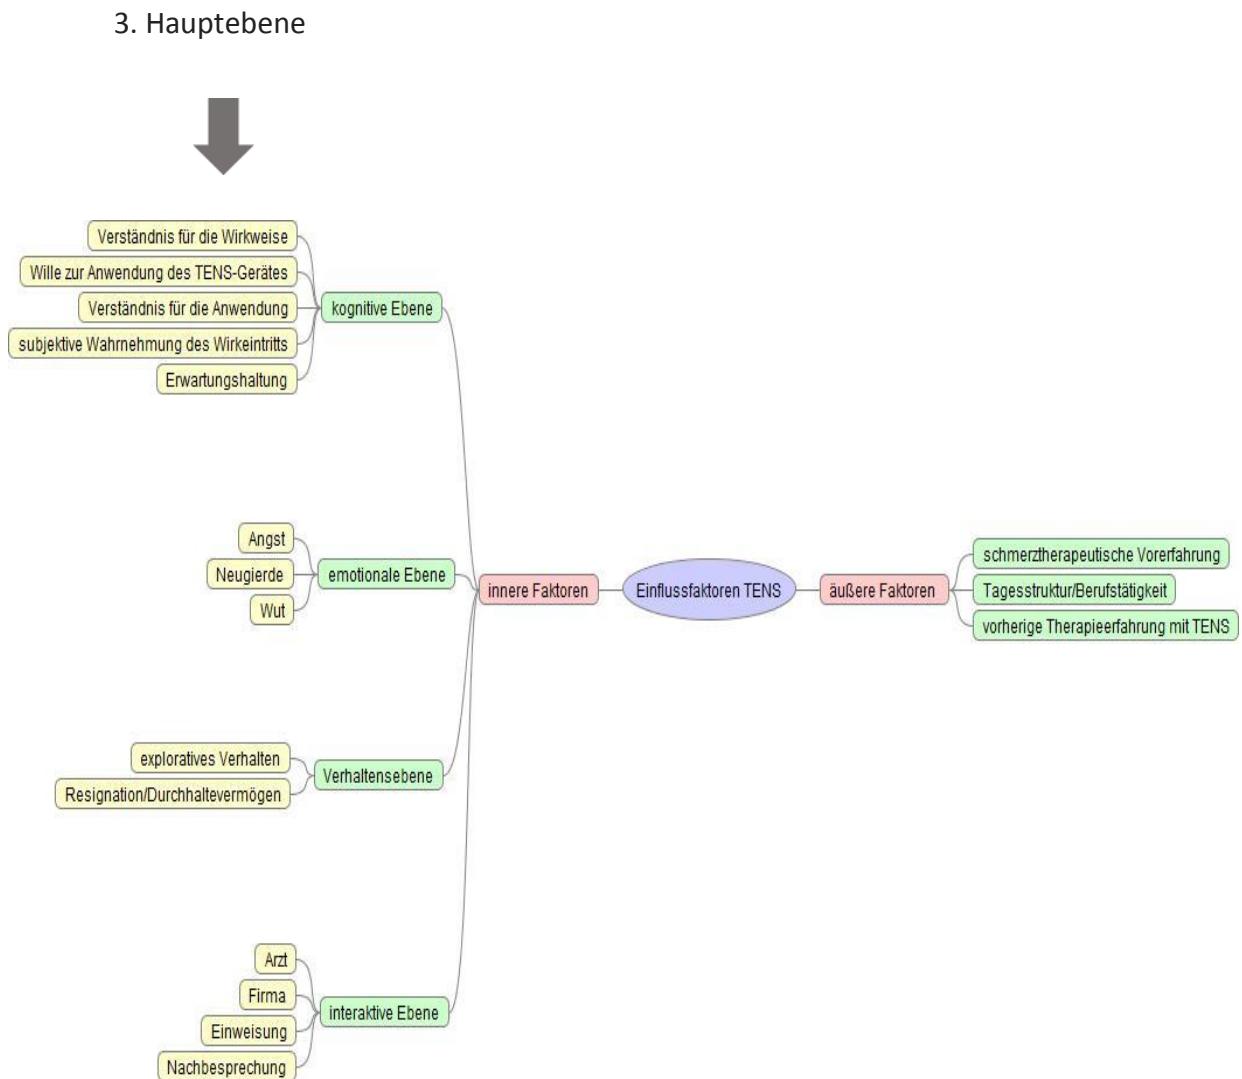 3. Hauptebene
Verständnis für die Wirkweise
Wille zur Anwendung des TENS-Gerätes
Verständnis für die Anwendung
subjektive Wahrnehmung des Wirkeintritts
Erwartungshaltung
kognitive Ebene
Angst
Neugierde
Wut
emotionale Ebene
exploratives Verhalten
Resignation/Durchhaltevermögen
Verhaltensebene
Arzt
Firma
Einweisung
Nachbesprechung
interaktive Ebene
innere Faktoren
Einflussfaktoren TENS
äußere Faktoren
schmerztherapeutische Vorerfahrung
Tagesstruktur/Berufstätigkeit
vorherige Therapieerfahrung mit TENS